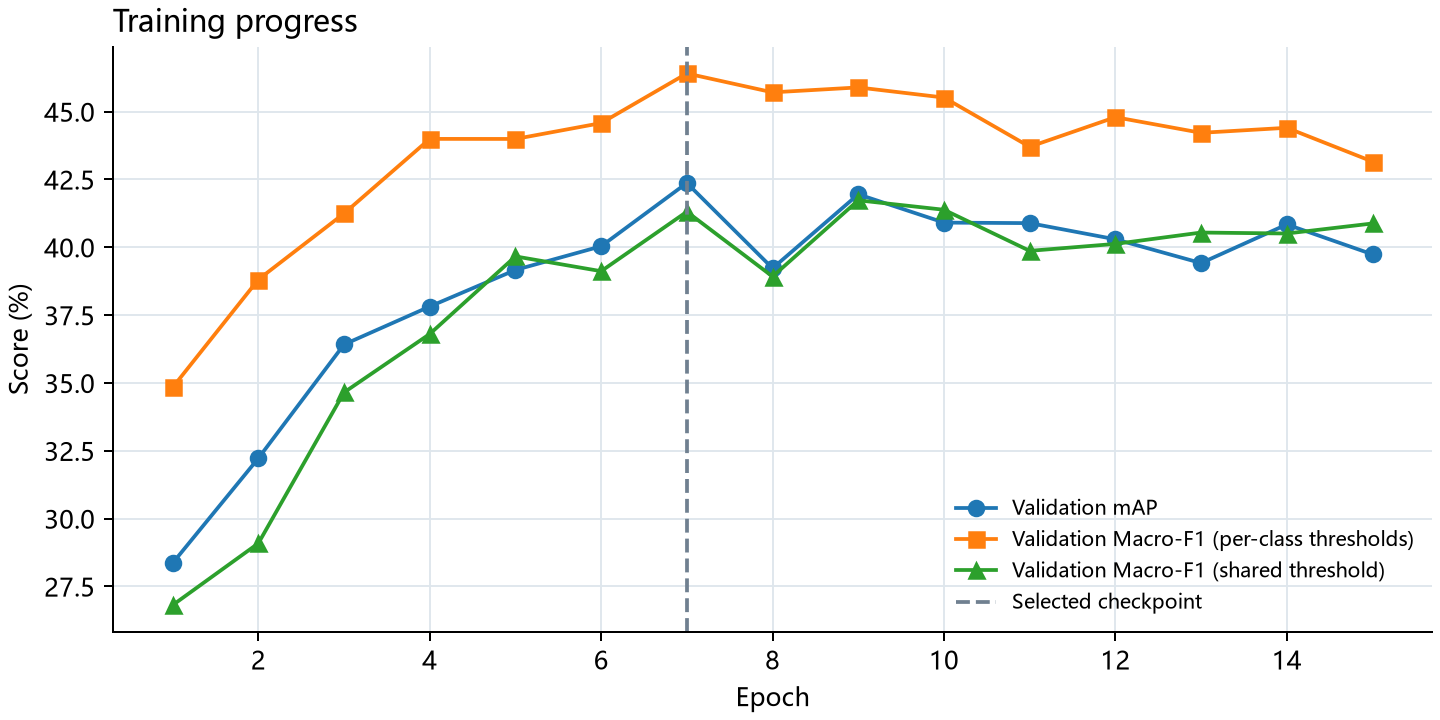 Training progress
45.0
42.5
40.0
37.5
35.0
32.5
30.0
27.5
Score (%)
2 4 6 8 10 12 14
Epoch
Validation mAP
Validation Macro-F1 (per-class thresholds)
Validation Macro-F1 (shared threshold)
Selected checkpoint